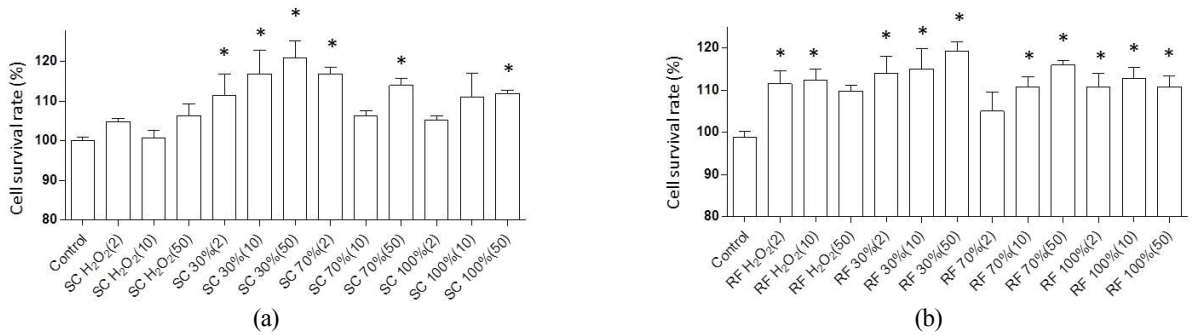 Cell survival rate (%)
120
110
100
90
80
* * * * * *
Control
SC H₂O₂(2)
SC H₂O₂(10)
SC H₂O₂(50)
SC 30%(2)
SC 30%(10)
SC 30%(50)
SC 70%(2)
SC 70%(10)
SC 70%(50)
SC 100%(2)
SC 100%(10)
SC 100%(50)
(a)
Cell survival rate (%)
120
110
100
90
80
* * * * * * * * * *
Control
RF H₂O₂(2)
RF H₂O₂(10)
RF H₂O₂(50)
RF 30%(2)
RF 30%(10)
RF 30%(50)
RF 70%(2)
RF 70%(10)
RF 70%(50)
RF 100%(2)
RF 100%(10)
RF 100%(50)
(b)